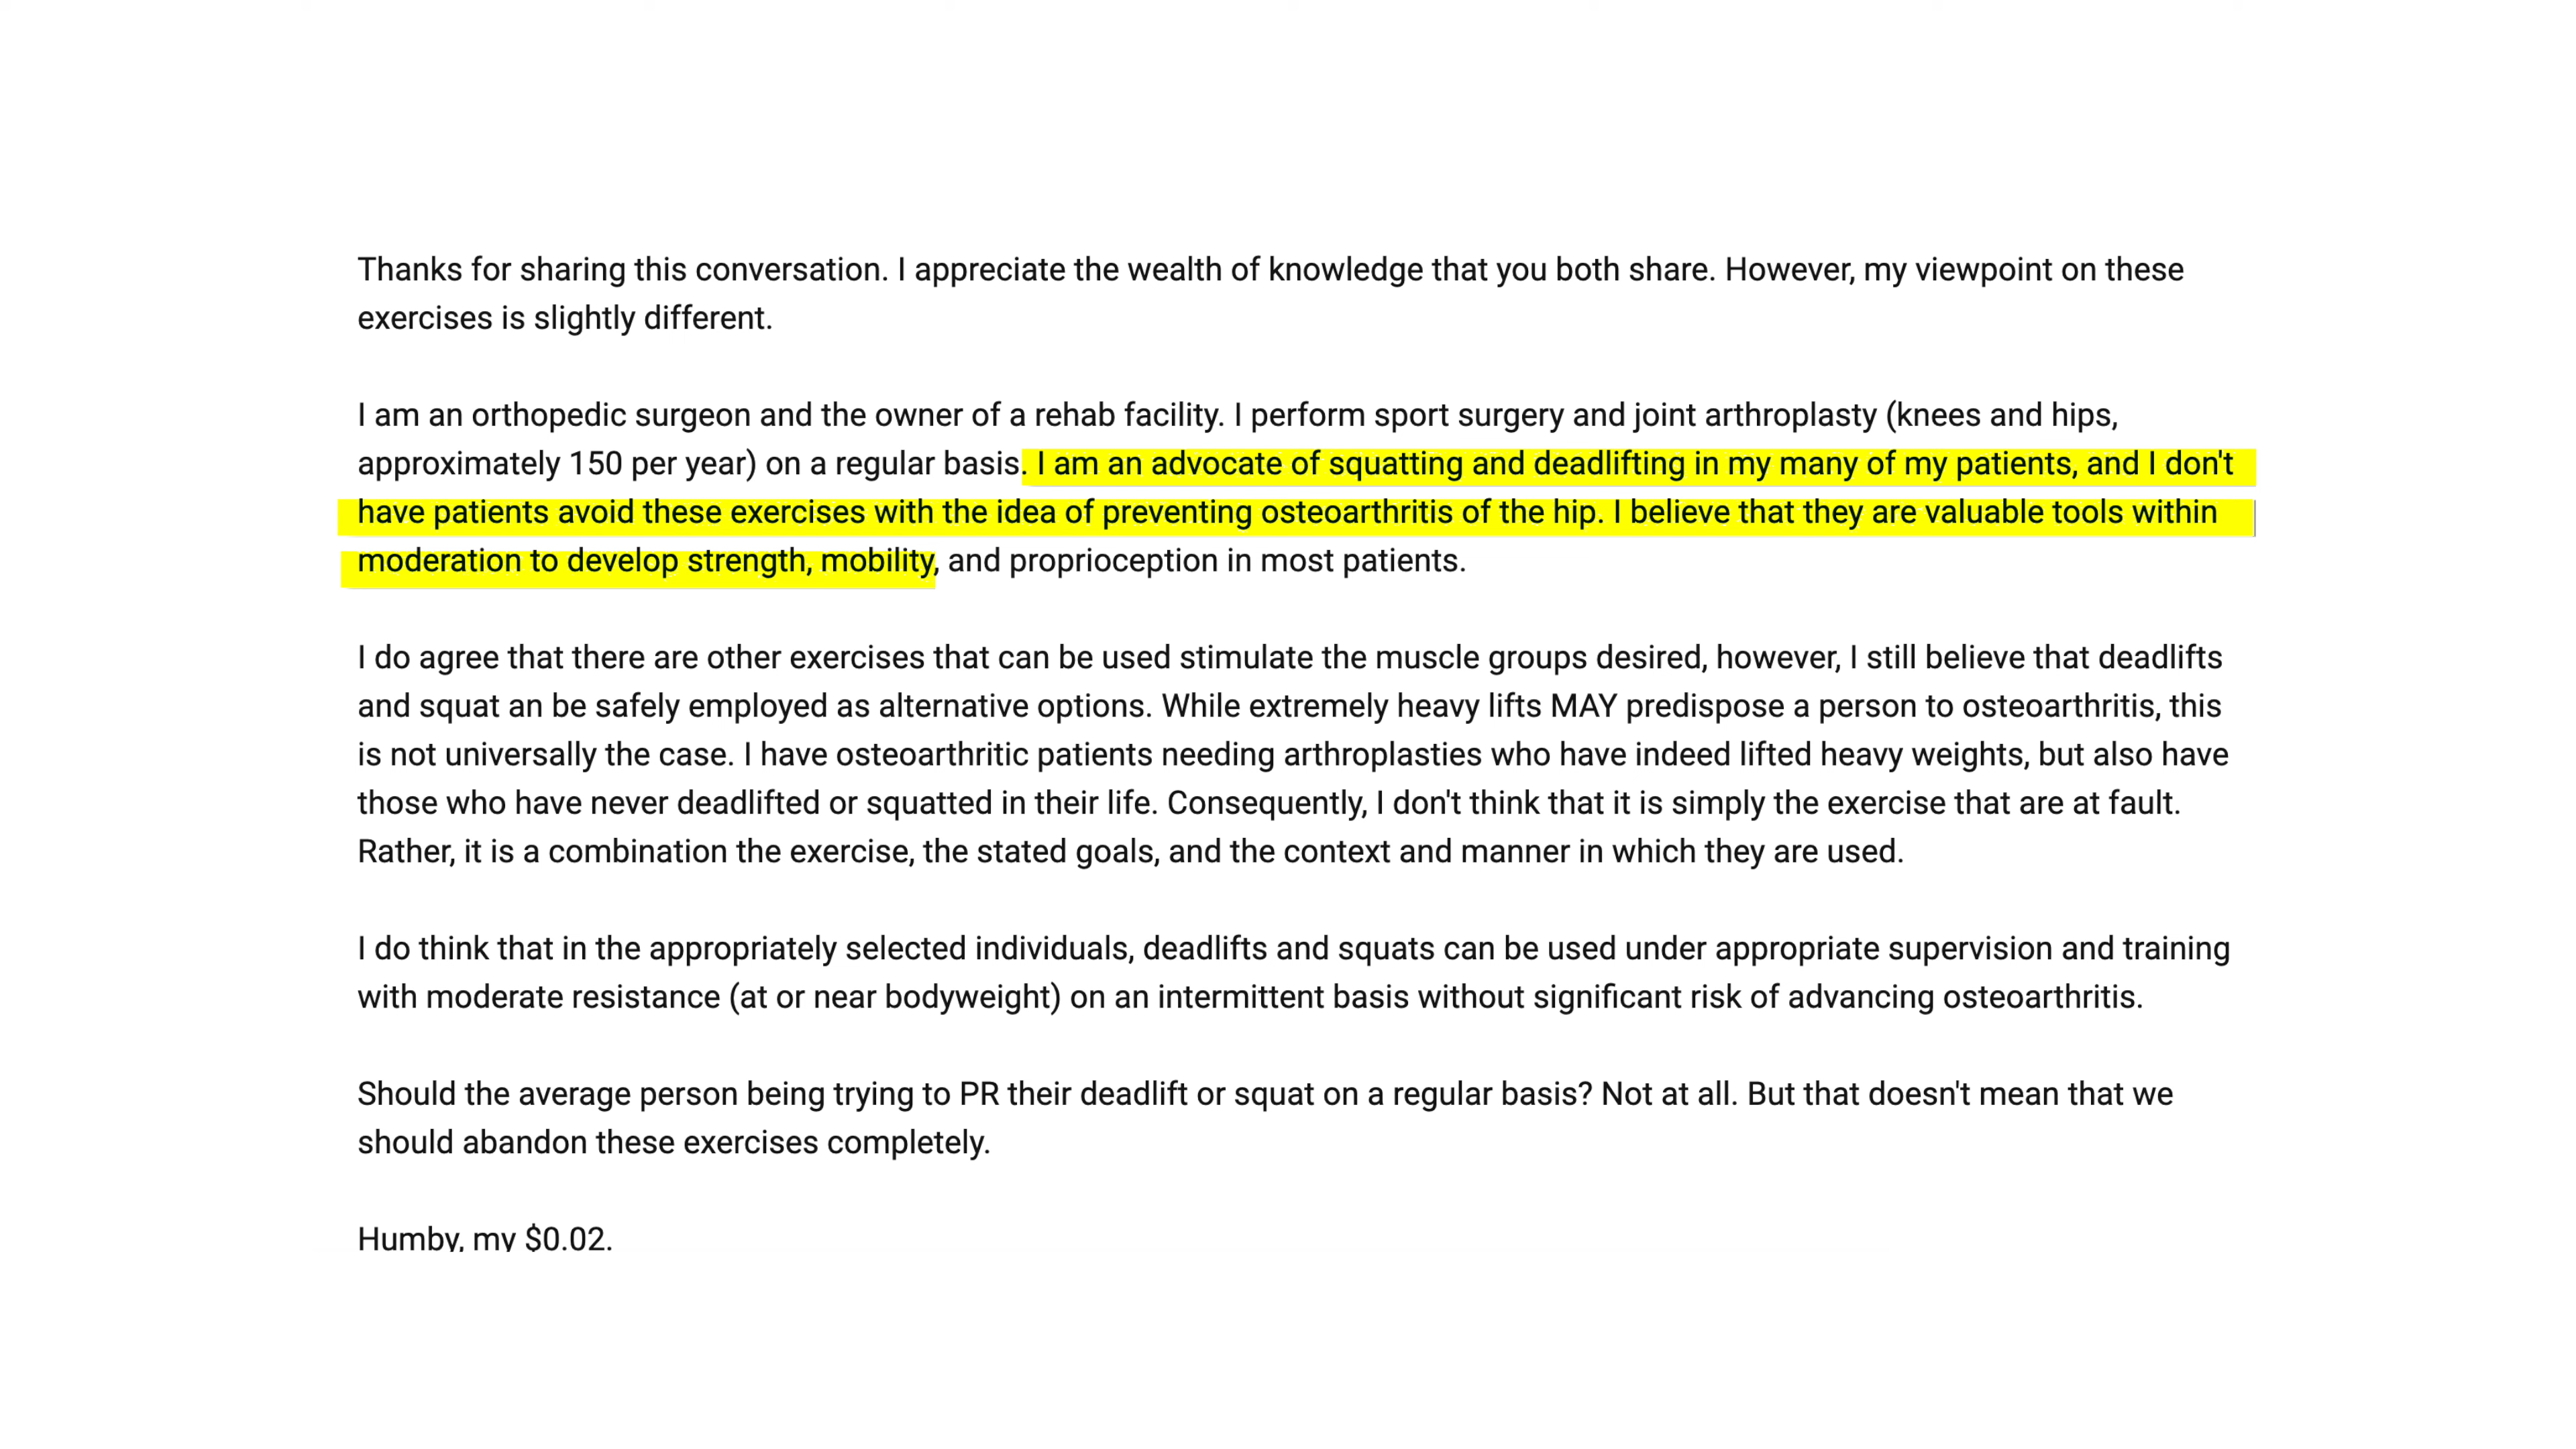 Thanks for sharing this conversation. I appreciate the wealth of knowledge that you both share. However, my viewpoint on these
exercises is slightly different.
I am an orthopedic surgeon and the owner of a rehab facility. I perform sport surgery and joint arthroplasty (knees and hips,
approximately 150 per year) on a regular basis. I am an advocate of squatting and deadlifting in my many of my patients, and I don't
have patients avoid these exercises with the idea of preventing osteoarthritis of the hip. I believe that they are valuable tools within
moderation to develop strength, mobility, and proprioception in most patients.
I do agree that there are other exercises that can be used stimulate the muscle groups desired, however, I still believe that deadlifts
and squat an be safely employed as alternative options. While extremely heavy lifts MAY predispose a person to osteoarthritis, this
is not universally the case. I have osteoarthritic patients needing arthroplasties who have indeed lifted heavy weights, but also have
those who have never deadlifted or squatted in their life. Consequently, I don't think that it is simply the exercise that are at fault.
Rather, it is a combination the exercise, the stated goals, and the context and manner in which they are used.
I do think that in the appropriately selected individuals, deadlifts and squats can be used under appropriate supervision and training
with moderate resistance (at or near bodyweight) on an intermittent basis without significant risk of advancing osteoarthritis.
Should the average person being trying to PR their deadlift or squat on a regular basis? Not at all. But that doesn't mean that we
should abandon these exercises completely.
Humby, my $0.02.